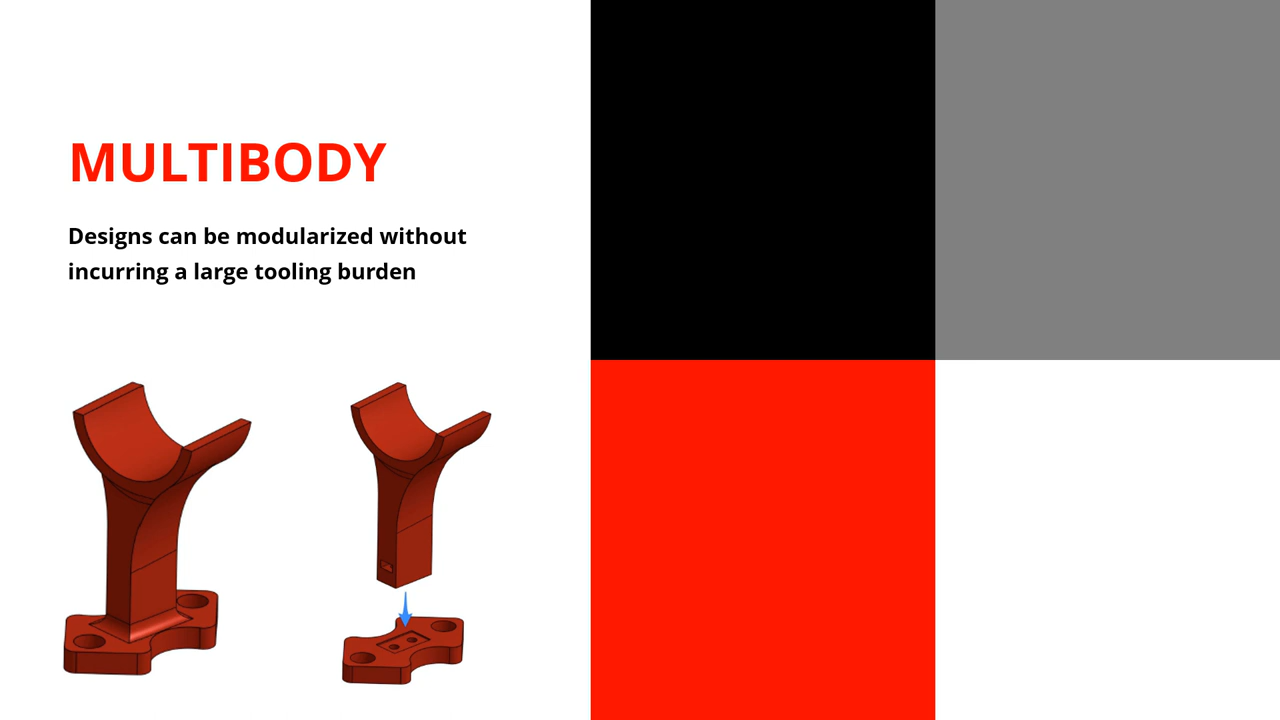 MULTIBODY
Designs can be modularized without
incurring a large tooling burden